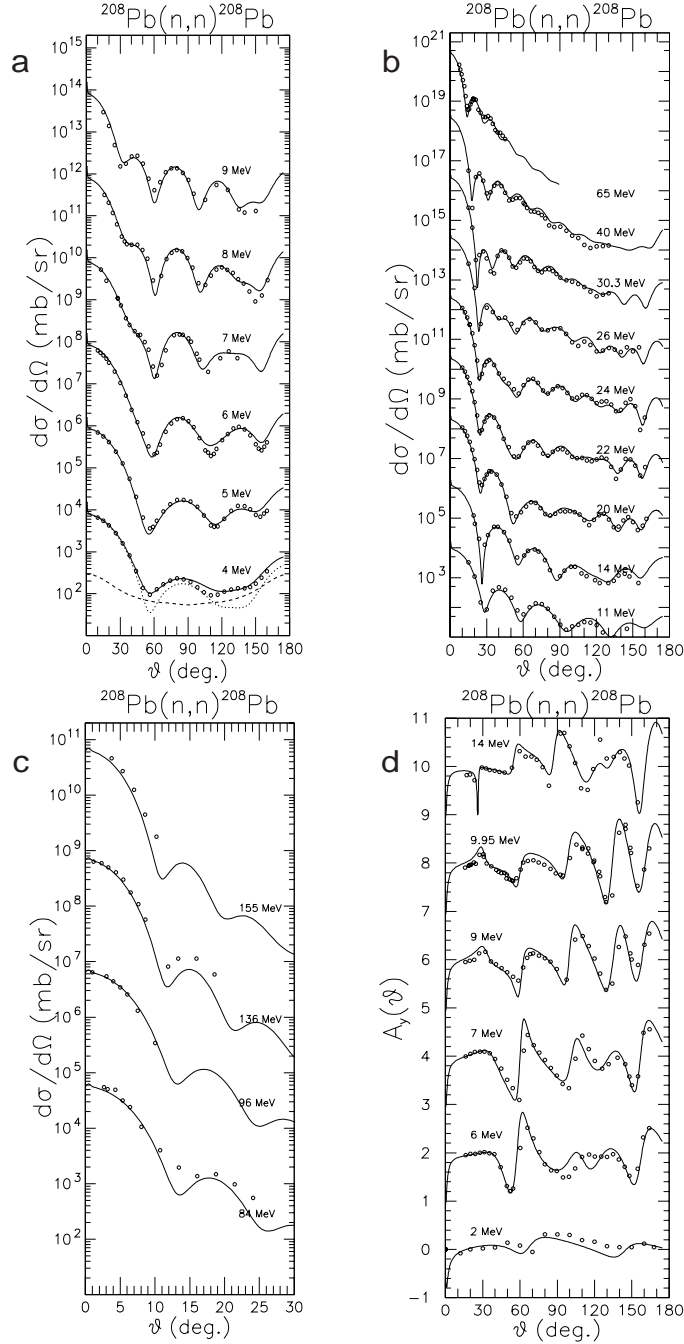 ²⁰⁸Pb(n,n)²⁰⁸Pb
a
10¹⁵
10¹⁴
10¹³
10¹²
10¹¹
10¹⁰
10⁹
10⁸
10⁷
10⁶
10⁵
10⁴
10³
10²
dσ/dΩ (mb/sr)
9 MeV
8 MeV
7 MeV
6 MeV
5 MeV
4 MeV
0 30 60 90 120 150 180
ϑ (deg.)
²⁰⁸Pb(n,n)²⁰⁸Pb
b
10²¹
10¹⁹
10¹⁷
10¹⁵
10¹³
10¹¹
10⁹
10⁷
10⁵
10³
dσ/dΩ (mb/sr)
65 MeV
40 MeV
30.3 MeV
26 MeV
24 MeV
22 MeV
20 MeV
14 MeV
11 MeV
0 30 60 90 120 150 180
ϑ (deg.)
²⁰⁸Pb(n,n)²⁰⁸Pb
c
10¹¹
10¹⁰
10⁹
10⁸
10⁷
10⁶
10⁵
10⁴
10³
10²
dσ/dΩ (mb/sr)
155 MeV
136 MeV
96 MeV
84 MeV
0 5 10 15 20 25 30
ϑ (deg.)
²⁰⁸Pb(n,n)²⁰⁸Pb
d
11
10
9
8
7
6
5
4
3
2
1
0
−1
A_y(ϑ)
14 MeV
9.95 MeV
9 MeV
7 MeV
6 MeV
2 MeV
0 30 60 90 120 150 180
ϑ (deg.)